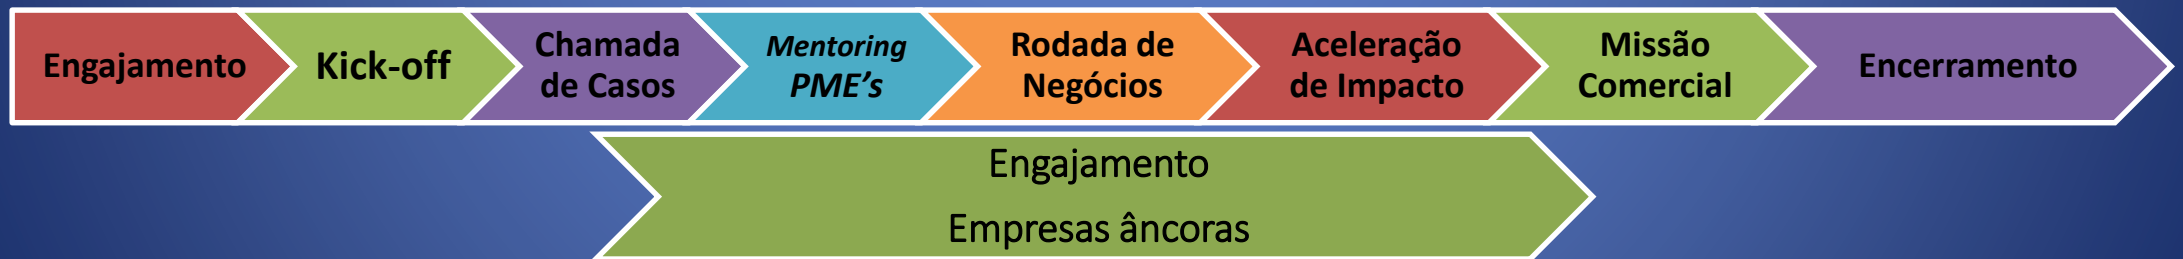 Engajamento
Kick-off
Chamada
de Casos
Mentoring
PME's
Rodada de
Negócios
Aceleração
de Impacto
Missão
Comercial
Encerramento
Engajamento
Empresas âncoras